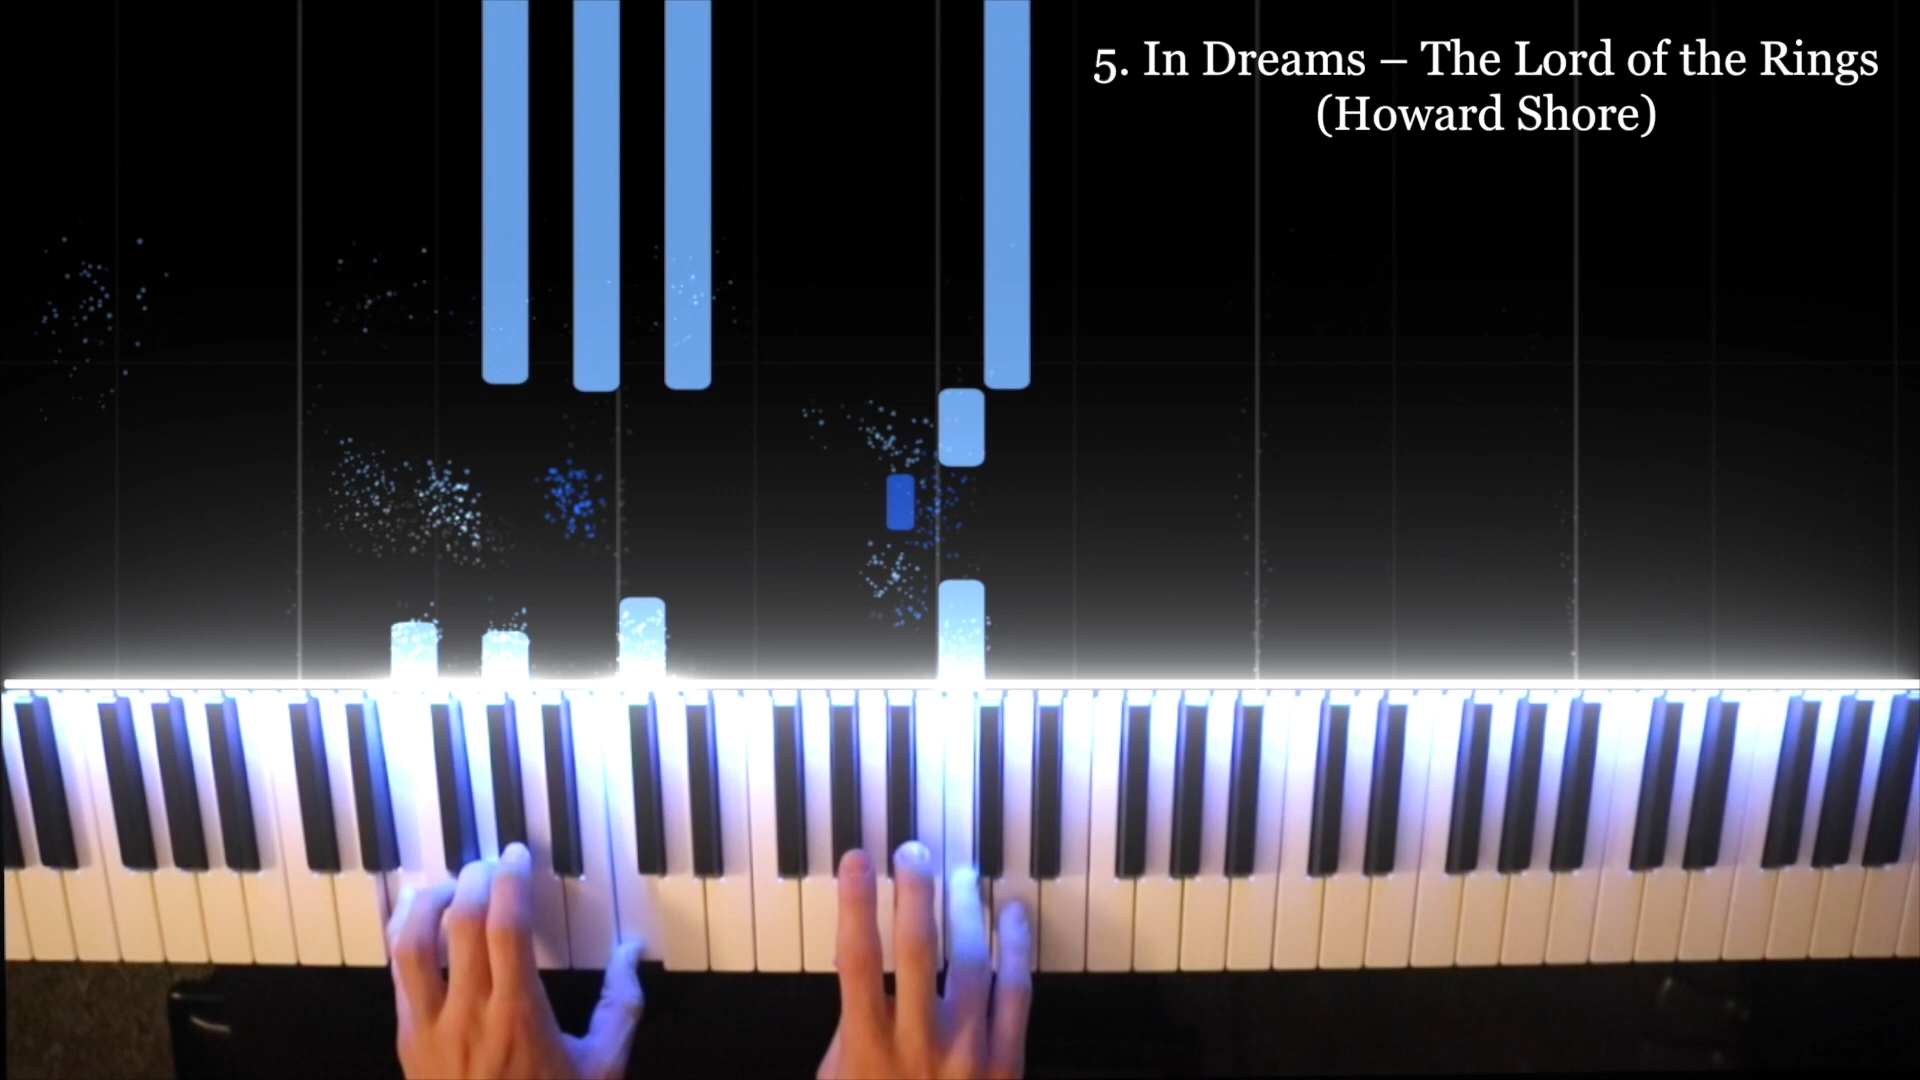 5. In Dreams – The Lord of the Rings
(Howard Shore)